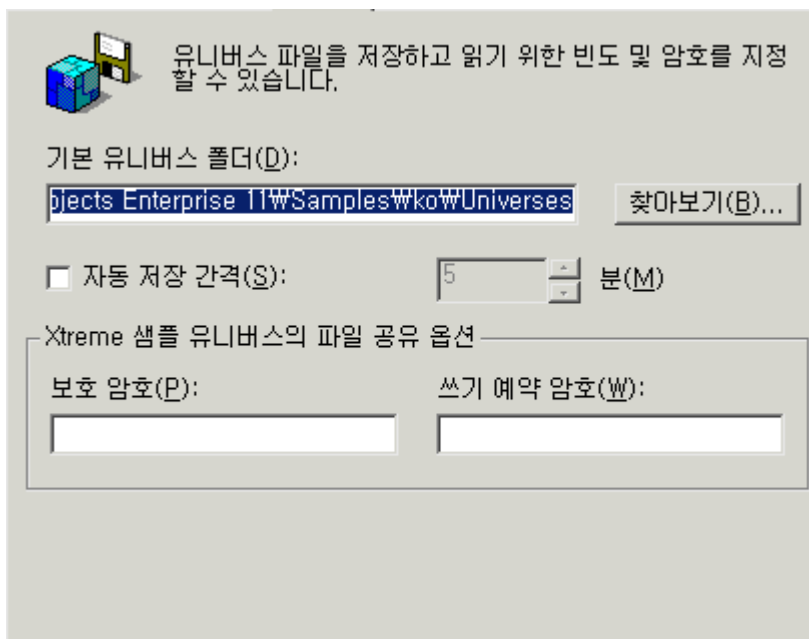 유니버스 파일을 저장하고 읽기 위한 빈도 및 암호를 지정
할 수 있습니다.
기본 유니버스 폴더(D):
bjects Enterprise 11₩Samples₩ko₩Universes
찾아보기(B)...
자동 저장 간격(S):
5
분(M)
Xtreme 샘플 유니버스의 파일 공유 옵션
보호 암호(P):
쓰기 예약 암호(W):